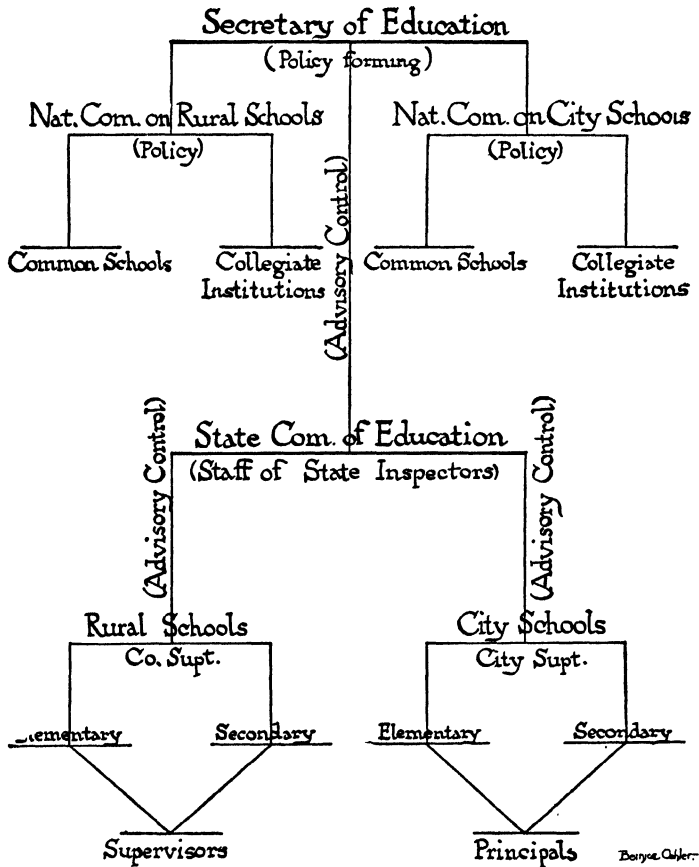 Secretary of Education
(Policy forming)
Nat. Com. on Rural Schools
(Policy)
Nat. Com. on City Schools
(Policy)
Common Schools
Collegiate
Institutions
(Advisory Control)
Common Schools
Collegiate
Institutions
State Com. of Education
(Staff of State Inspectors)
(Advisory Control)
(Advisory Control)
Rural Schools
Co. Supt.
City Schools
City Supt.
Secondary
Elementary
Secondary
Supervisors
Principals